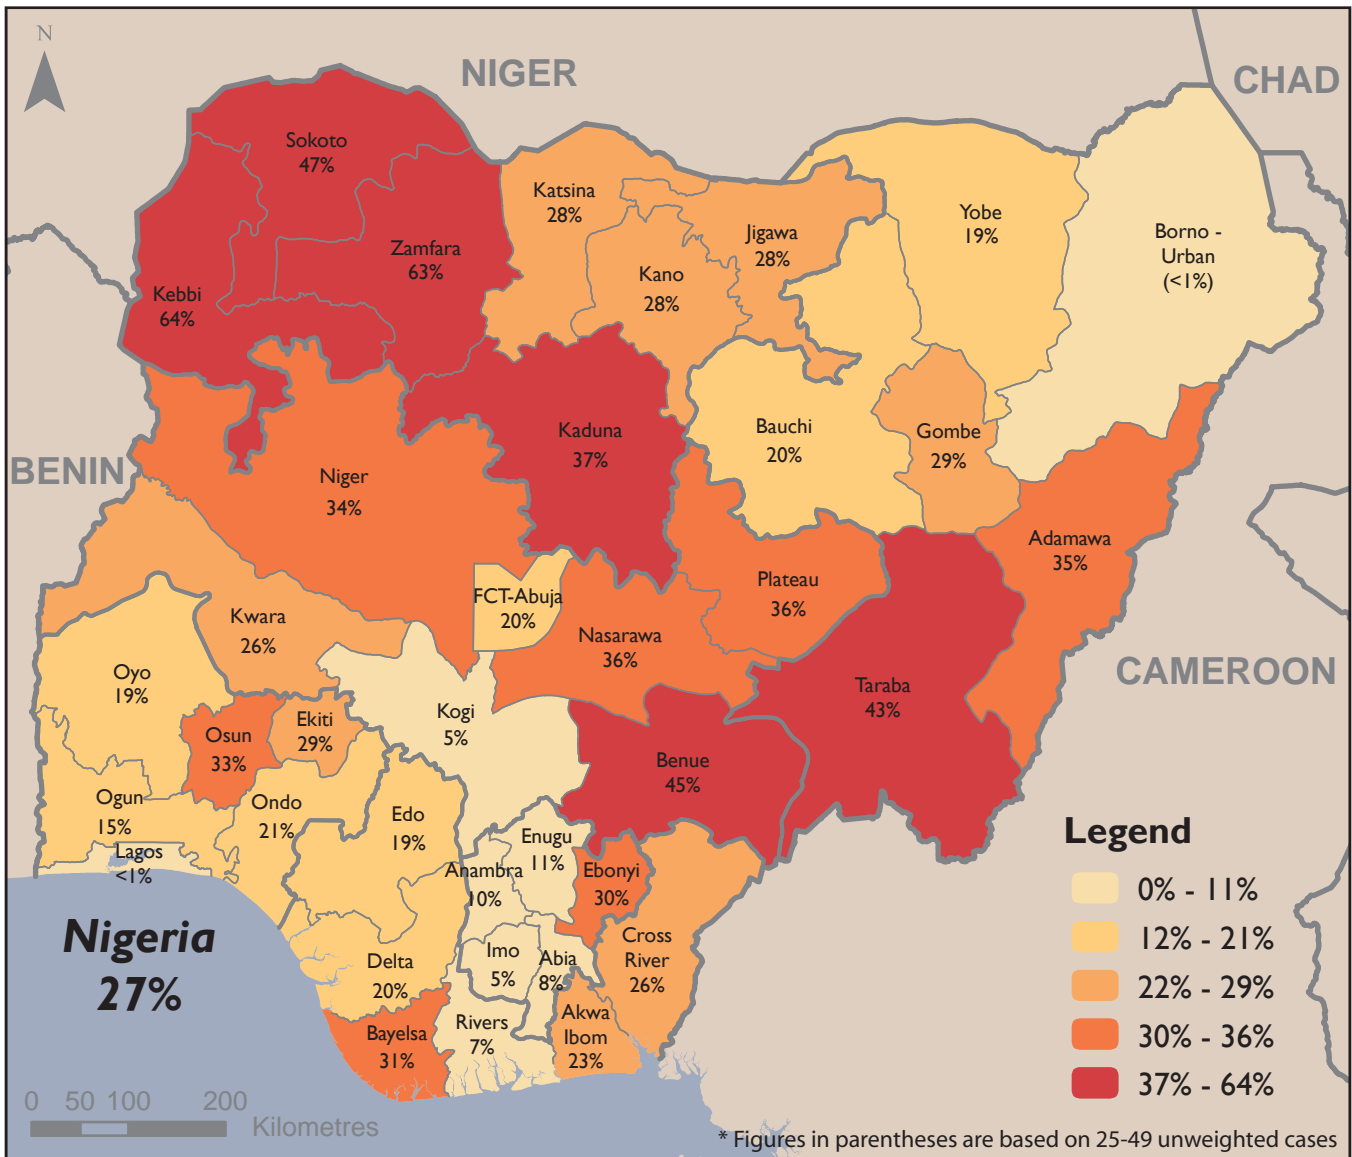 N
NIGER
CHAD
Sokoto
47%
Katsina
28%
Yobe
19%
Jigawa
28%
Borno -
Urban
(<1%)
Zamfara
63%
Kano
28%
Kebbi
64%
Kaduna
37%
Bauchi
20%
Gombe
29%
BENIN
Niger
34%
Adamawa
35%
Plateau
36%
FCT-Abuja
20%
Kwara
26%
Nasarawa
36%
CAMEROON
Oyo
19%
Taraba
43%
Kogi
5%
Ekiti
29%
Osun
33%
Benue
45%
Ogun
15%
Ondo
21%
Edo
19%
Lagos
<1%
Enugu
11%
Anambra
10%
Ebonyi
30%
Legend
0% - 11%
12% - 21%
22% - 29%
30% - 36%
37% - 64%
Nigeria
27%
Cross
River
26%
Imo
5%
Abia
8%
Delta
20%
Akwa
Ibom
23%
Rivers
7%
Bayelsa
31%
0 50 100 200
Kilometres
* Figures in parentheses are based on 25-49 unweighted cases